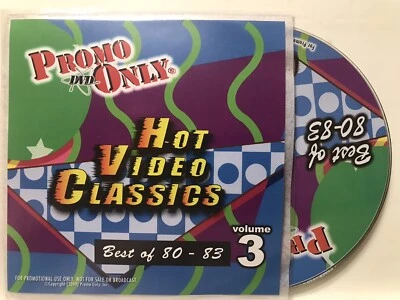 PROMO
DVD ONLY®
HOT
VIDEO
CLASSICS
Best of 80 - 83
volume
3
FOR PROMOTIONAL USE ONLY. NOT FOR SALE OR BROADCAST
Best of
80-83
PR